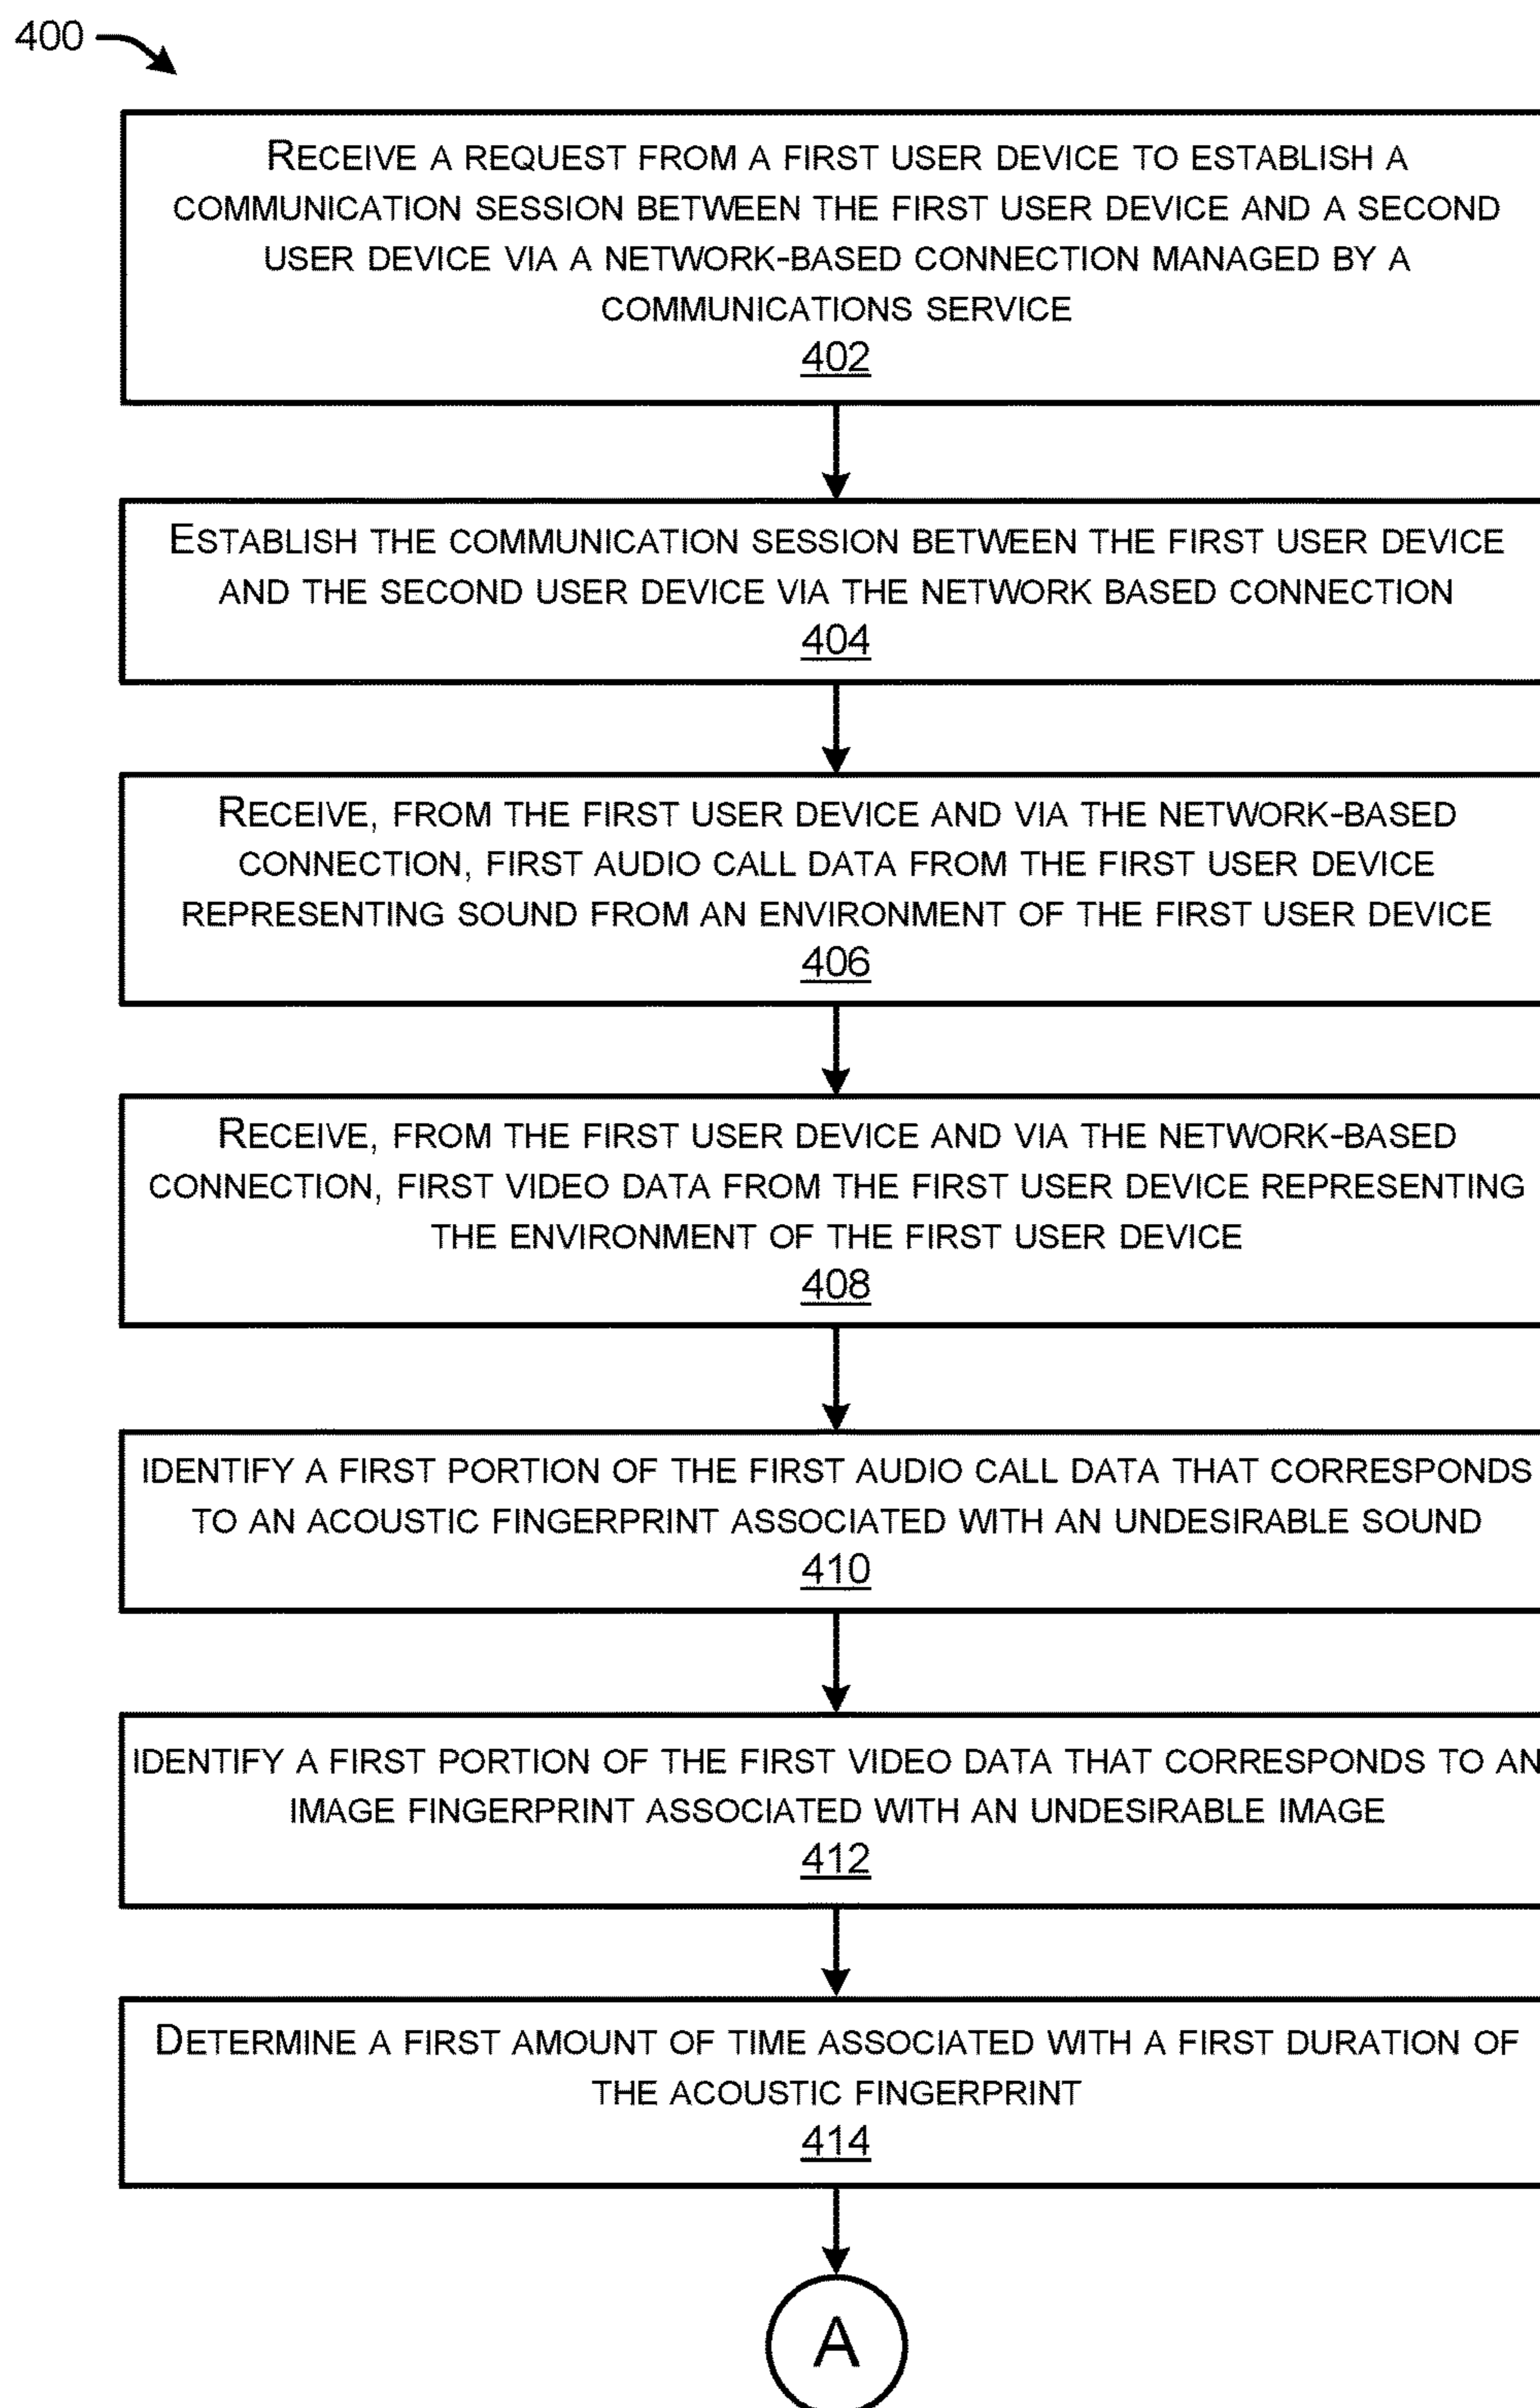 400
RECEIVE A REQUEST FROM A FIRST USER DEVICE TO ESTABLISH A
COMMUNICATION SESSION BETWEEN THE FIRST USER DEVICE AND A SECOND
USER DEVICE VIA A NETWORK-BASED CONNECTION MANAGED BY A
COMMUNICATIONS SERVICE
402
ESTABLISH THE COMMUNICATION SESSION BETWEEN THE FIRST USER DEVICE
AND THE SECOND USER DEVICE VIA THE NETWORK BASED CONNECTION
404
RECEIVE, FROM THE FIRST USER DEVICE AND VIA THE NETWORK-BASED
CONNECTION, FIRST AUDIO CALL DATA FROM THE FIRST USER DEVICE
REPRESENTING SOUND FROM AN ENVIRONMENT OF THE FIRST USER DEVICE
406
RECEIVE, FROM THE FIRST USER DEVICE AND VIA THE NETWORK-BASED
CONNECTION, FIRST VIDEO DATA FROM THE FIRST USER DEVICE REPRESENTING
THE ENVIRONMENT OF THE FIRST USER DEVICE
408
IDENTIFY A FIRST PORTION OF THE FIRST AUDIO CALL DATA THAT CORRESPONDS
TO AN ACOUSTIC FINGERPRINT ASSOCIATED WITH AN UNDESIRABLE SOUND
410
IDENTIFY A FIRST PORTION OF THE FIRST VIDEO DATA THAT CORRESPONDS TO AN
IMAGE FINGERPRINT ASSOCIATED WITH AN UNDESIRABLE IMAGE
412
DETERMINE A FIRST AMOUNT OF TIME ASSOCIATED WITH A FIRST DURATION OF
THE ACOUSTIC FINGERPRINT
414
A